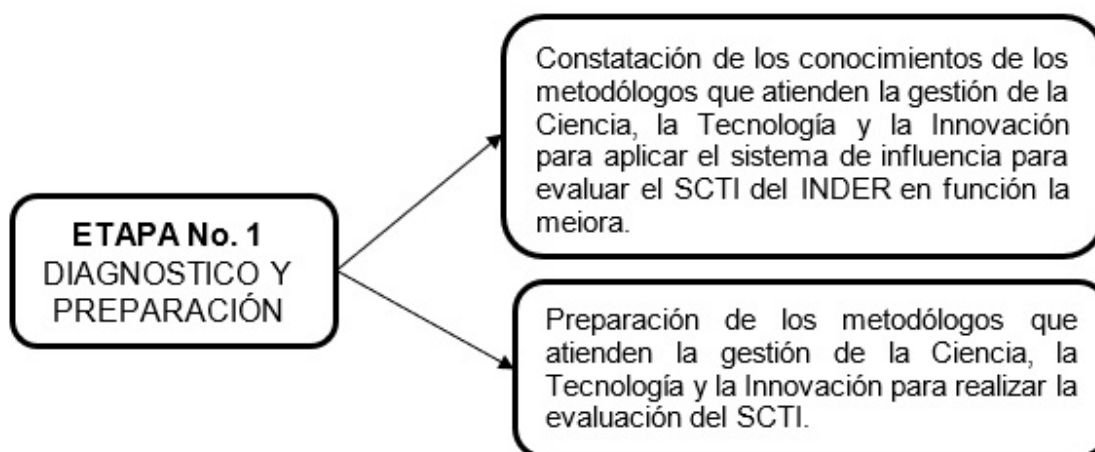 ETAPA No. 1
DIAGNOSTICO Y
PREPARACIÓN
Constatación de los conocimientos de los
metodólogos que atienden la gestión de la
Ciencia, la Tecnología y la Innovación
para aplicar el sistema de influencia para
evaluar el SCTI del INDER en función la
meiora.
Preparación de los metodólogos que
atienden la gestión de la Ciencia, la
Tecnología y la Innovación para realizar la
evaluación del SCTI.